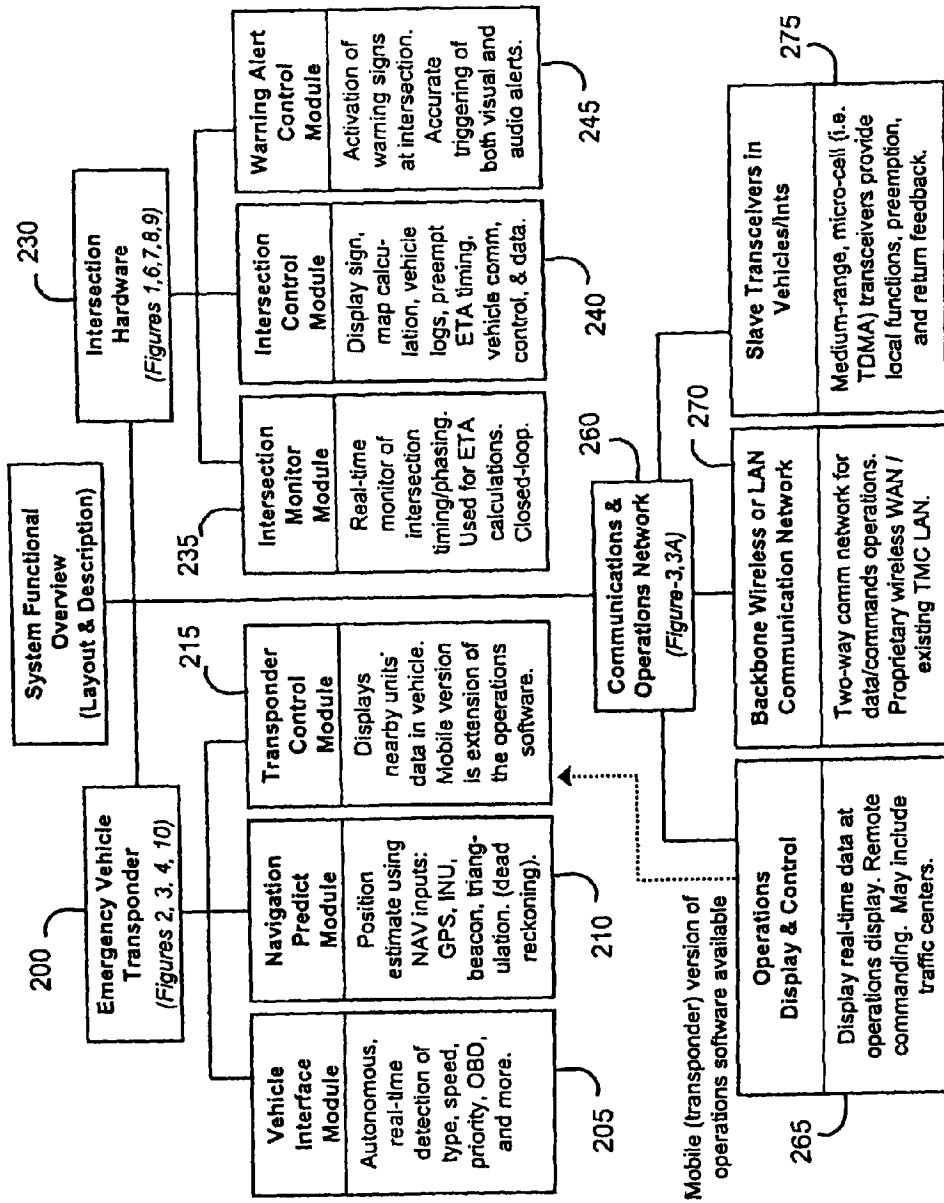 System Functional
Overview
(Layout & Description)
200
Emergency Vehicle
Transponder
(Figures 2, 3, 4, 10)
230
Intersection
Hardware
(Figures 1,6,7,8,9)
Vehicle
Interface
Module
Autonomous,
real-time
detection of
type, speed,
priority, OBD,
and more.
205
Navigation
Predict
Module
Position
estimate using
NAV inputs:
GPS, INU,
beacon, triang-
ulation. (dead
reckoning).
210
215
Transponder
Control
Module
Displays
nearby units'
data in vehicle.
Mobile version
is extension of
the operations
software.
235
Intersection
Monitor
Module
Real-time
monitor of
intersection
timing/phasing.
Used for ETA
calculations.
Closed-loop.
Intersection
Control
Module
Display sign,
map calcu-
lation, vehicle
logs, preempt
ETA timing,
vehicle comm,
control, & data.
240
Warning Alert
Control
Module
Activation of
warning signs
at intersection.
Accurate
triggering of
both visual and
audio alerts.
245
260
Communications &
Operations Network
(Figure-3,3A)
Mobile (transponder) version of
operations software available
Operations
Display & Control
Display real-time data at
operations display. Remote
commanding. May include
traffic centers.
265
270
Backbone Wireless or LAN
Communication Network
Two-way comm network for
data/commands operations.
Proprietary wireless WAN /
existing TMC LAN.
Slave Transceivers in
Vehicles/Ints
Medium-range, micro-cell (i.e.
TDMA) transceivers provide
local functions, preemption,
and return feedback.
275